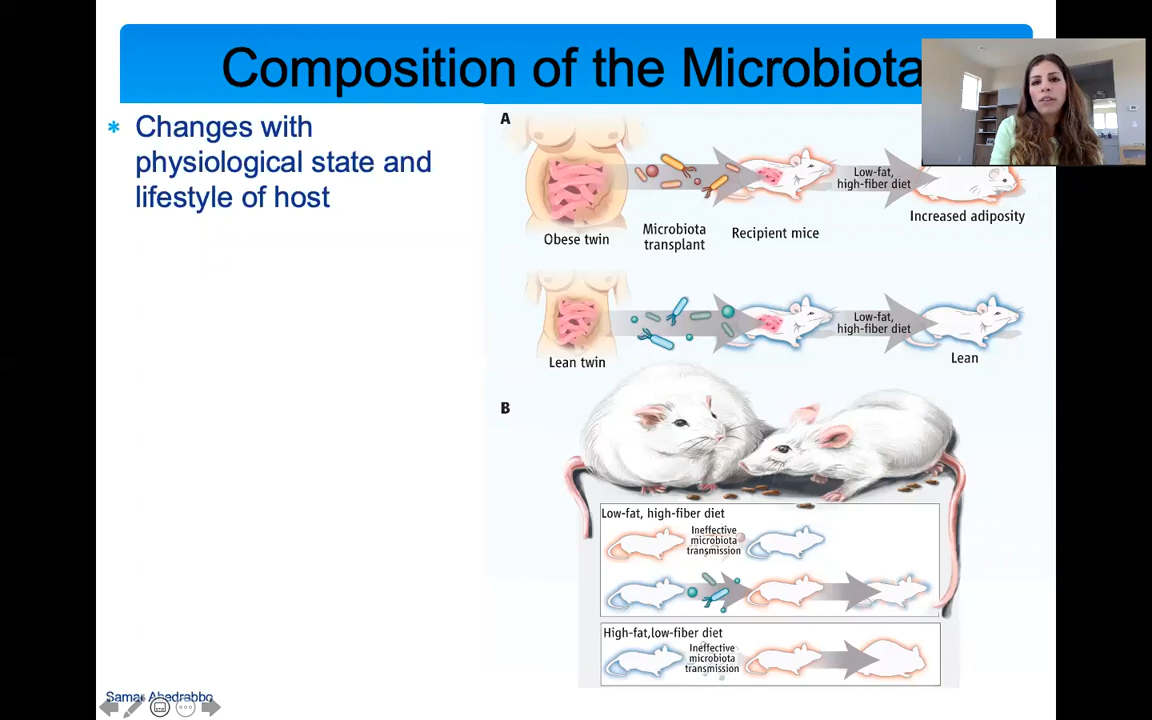 Composition of the Microbiota
* Changes with
physiological state and
lifestyle of host
A
Obese twin
Microbiota
transplant
Recipient mice
Low-fat,
high-fiber diet
Increased adiposity
Lean twin
Low-fat,
high-fiber diet
Lean
B
Low-fat, high-fiber diet
Ineffective
microbiota
transmission
High-fat,low-fiber diet
Ineffective
microbiota
transmission
Samar Abedrabbo